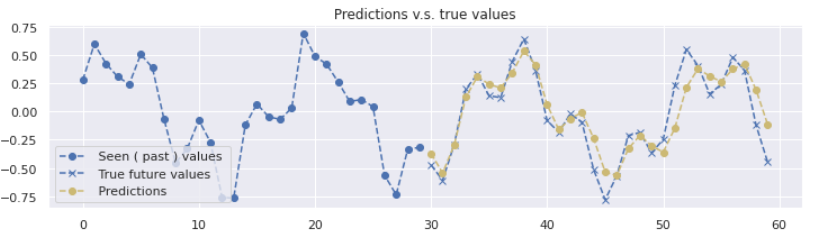 Predictions v.s. true values
0.75
0.50
0.25
0.00
−0.25
−0.50
−0.75
Seen ( past ) values
True future values
Predictions
0 10 20 30 40 50 60